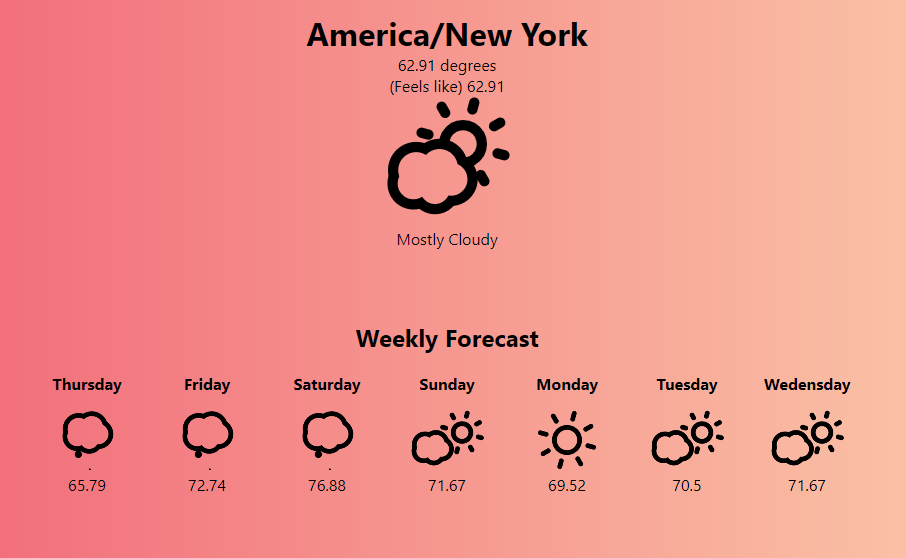 America/New York
62.91 degrees
(Feels like) 62.91
Mostly Cloudy
Weekly Forecast
Thursday Friday Saturday Sunday Monday Tuesday Wedensday
65.79 72.74 76.88 71.67 69.52 70.5 71.67